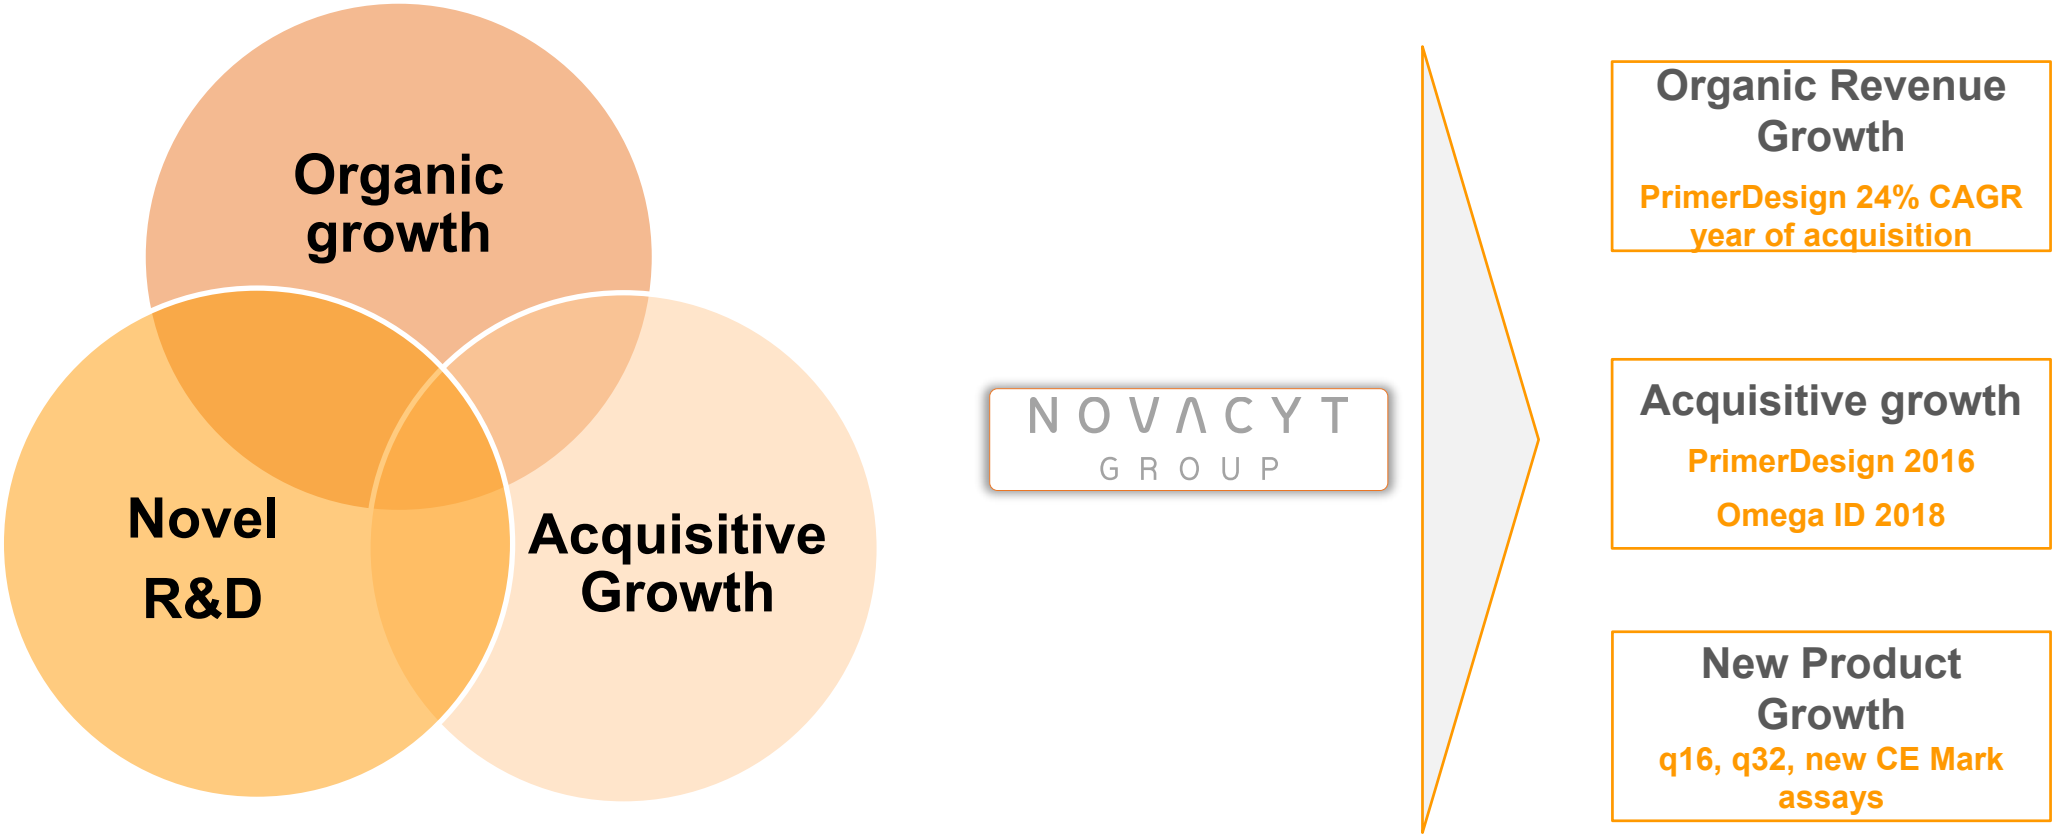 Organic
growth
Novel
R&D
Acquisitive
Growth
NOVACYT
GROUP
Organic Revenue
Growth
PrimerDesign 24% CAGR
year of acquisition
Acquisitive growth
PrimerDesign 2016
Omega ID 2018
New Product
Growth
q16, q32, new CE Mark
assays